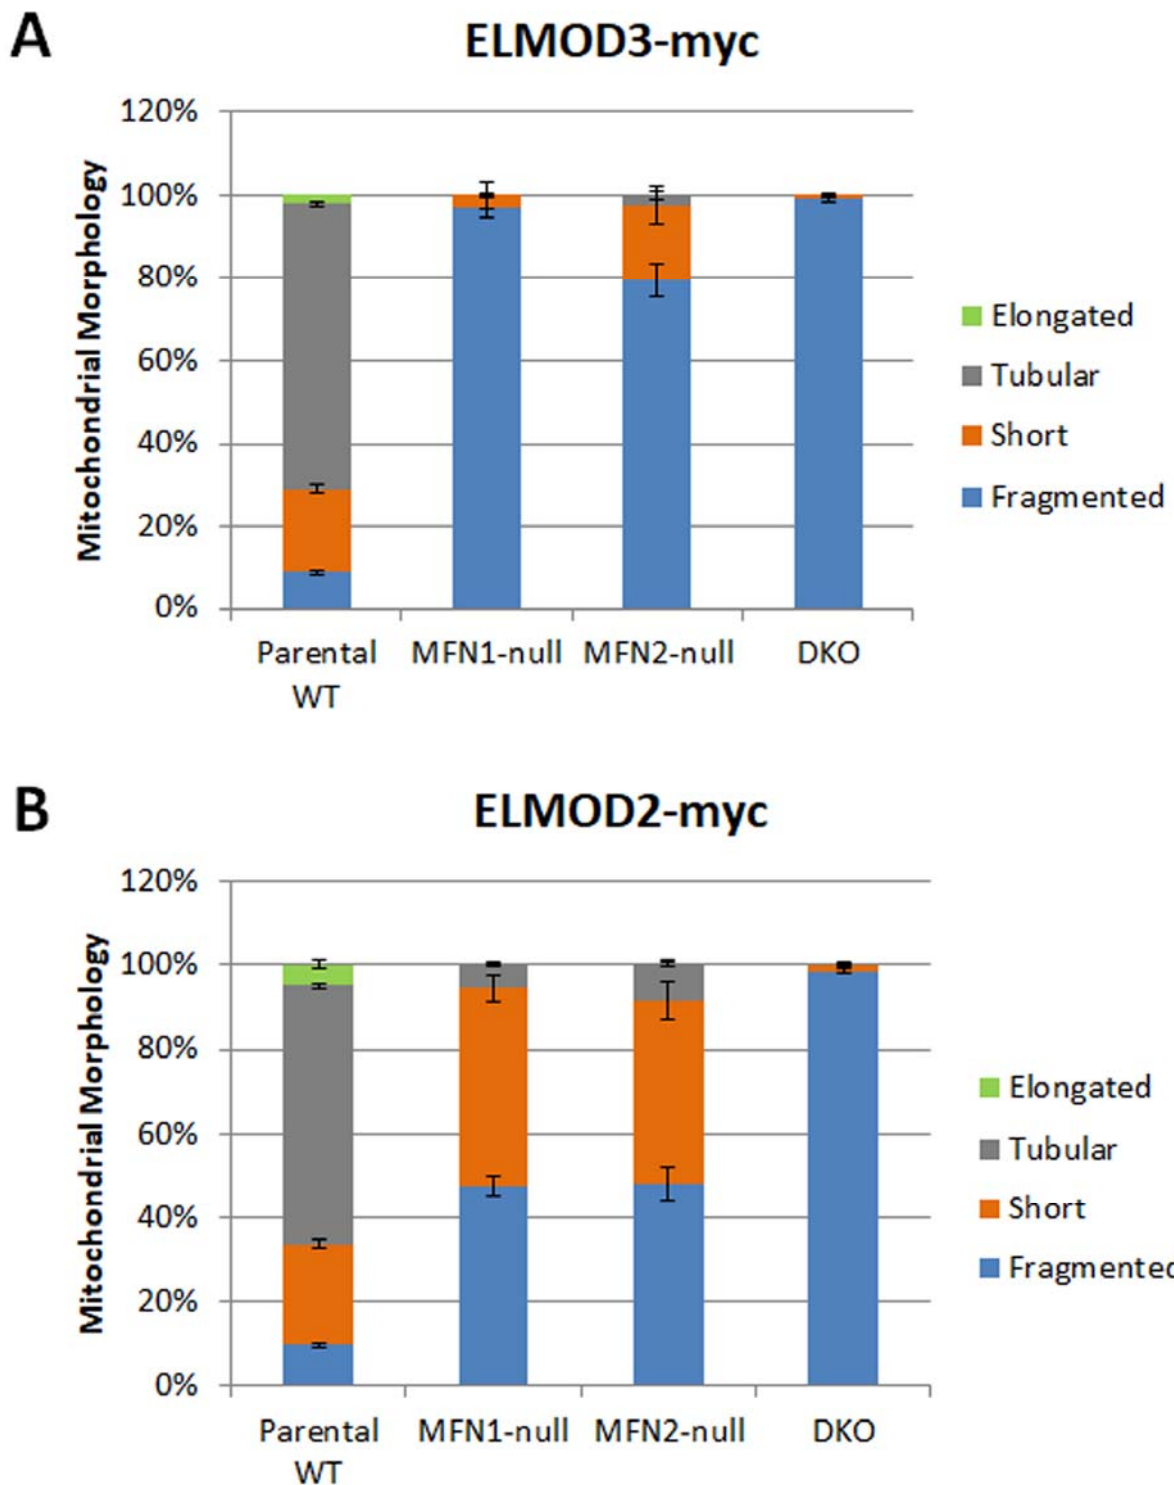 A
ELMOD3-myc
120%
100%
80%
60%
40%
20%
0%
Mitochondrial Morphology
Parental WT
MFN1-null
MFN2-null
DKO
Elongated
Tubular
Short
Fragmented
B
ELMOD2-myc
120%
100%
80%
60%
40%
20%
0%
Mitochondrial Morphology
Parental WT
MFN1-null
MFN2-null
DKO
Elongated
Tubular
Short
Fragmented